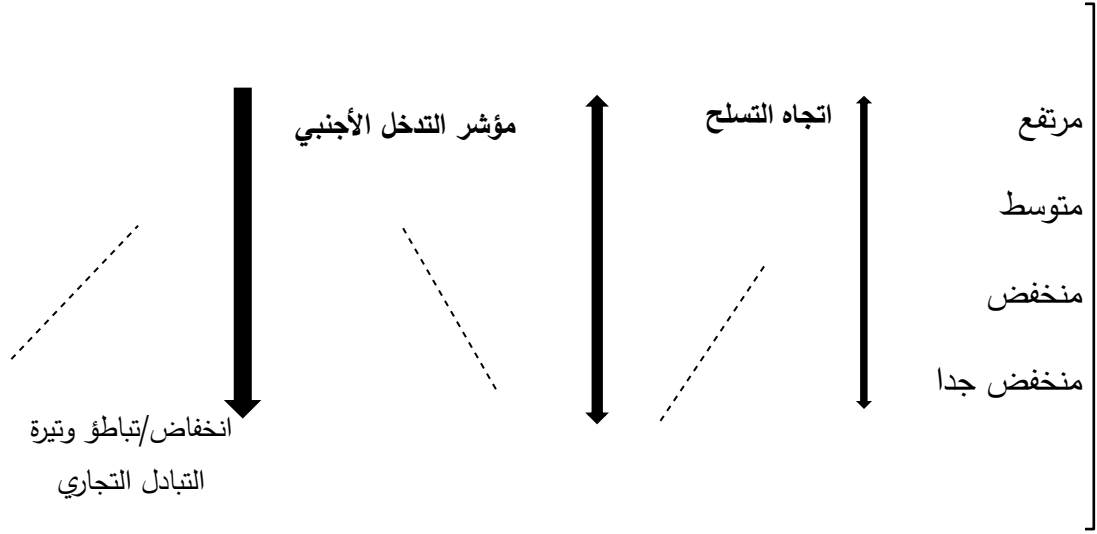 مرتفع
متوسط
منخفض
منخفض جدا
اتجاه التسلح
مؤشر التدخل الأجنبي
انخفاض/تباطؤ وتيرة
التبادل التجاري